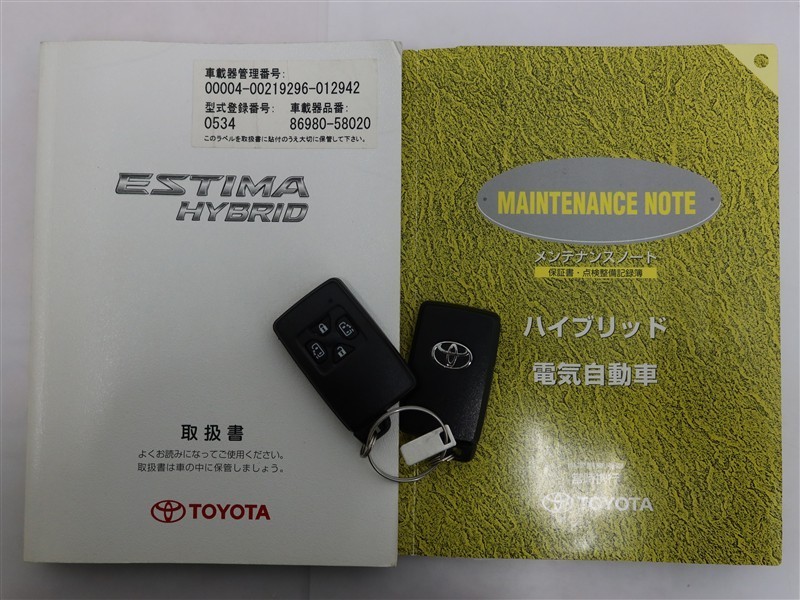 車載器管理番号:
00004-00219296-012942
型式登録番号: 車載器品番:
0534 86980-58020
このラベルを取扱書に貼付のうえ大切に保管して下さい。
ESTIMA
HYBRID
取扱書
よくお読みになってご使用ください。
取扱書は車の中に保管しましょう。
TOYOTA
MAINTENANCE NOTE
メンテナンスノート
保証書・点検整備記録簿
ハイブリッド
電気自動車
TOYOTA